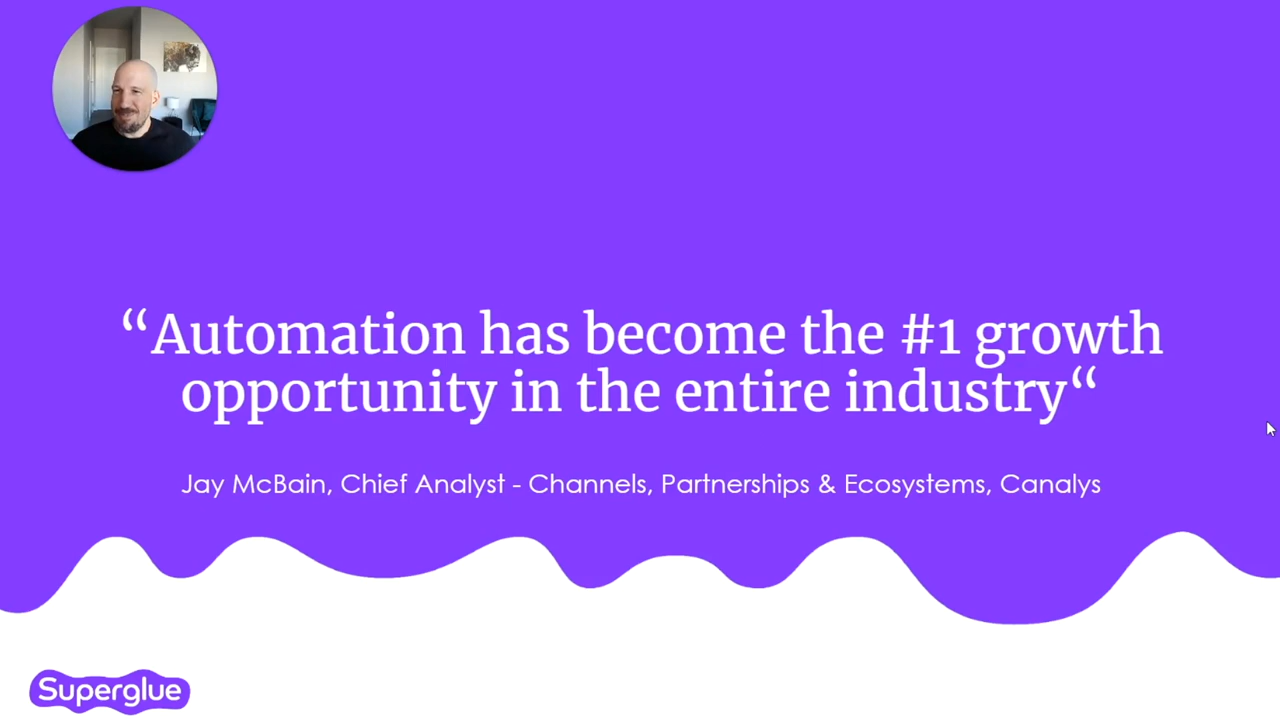 “Automation has become the #1 growth
opportunity in the entire industry“
Jay McBain, Chief Analyst - Channels, Partnerships & Ecosystems, Canalys
Superglue